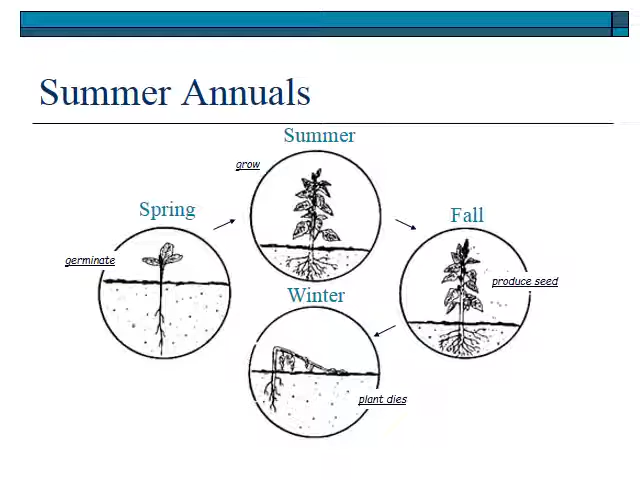 Summer Annuals
Summer
grow
Spring
Fall
germinate
produce seed
Winter
plant dies